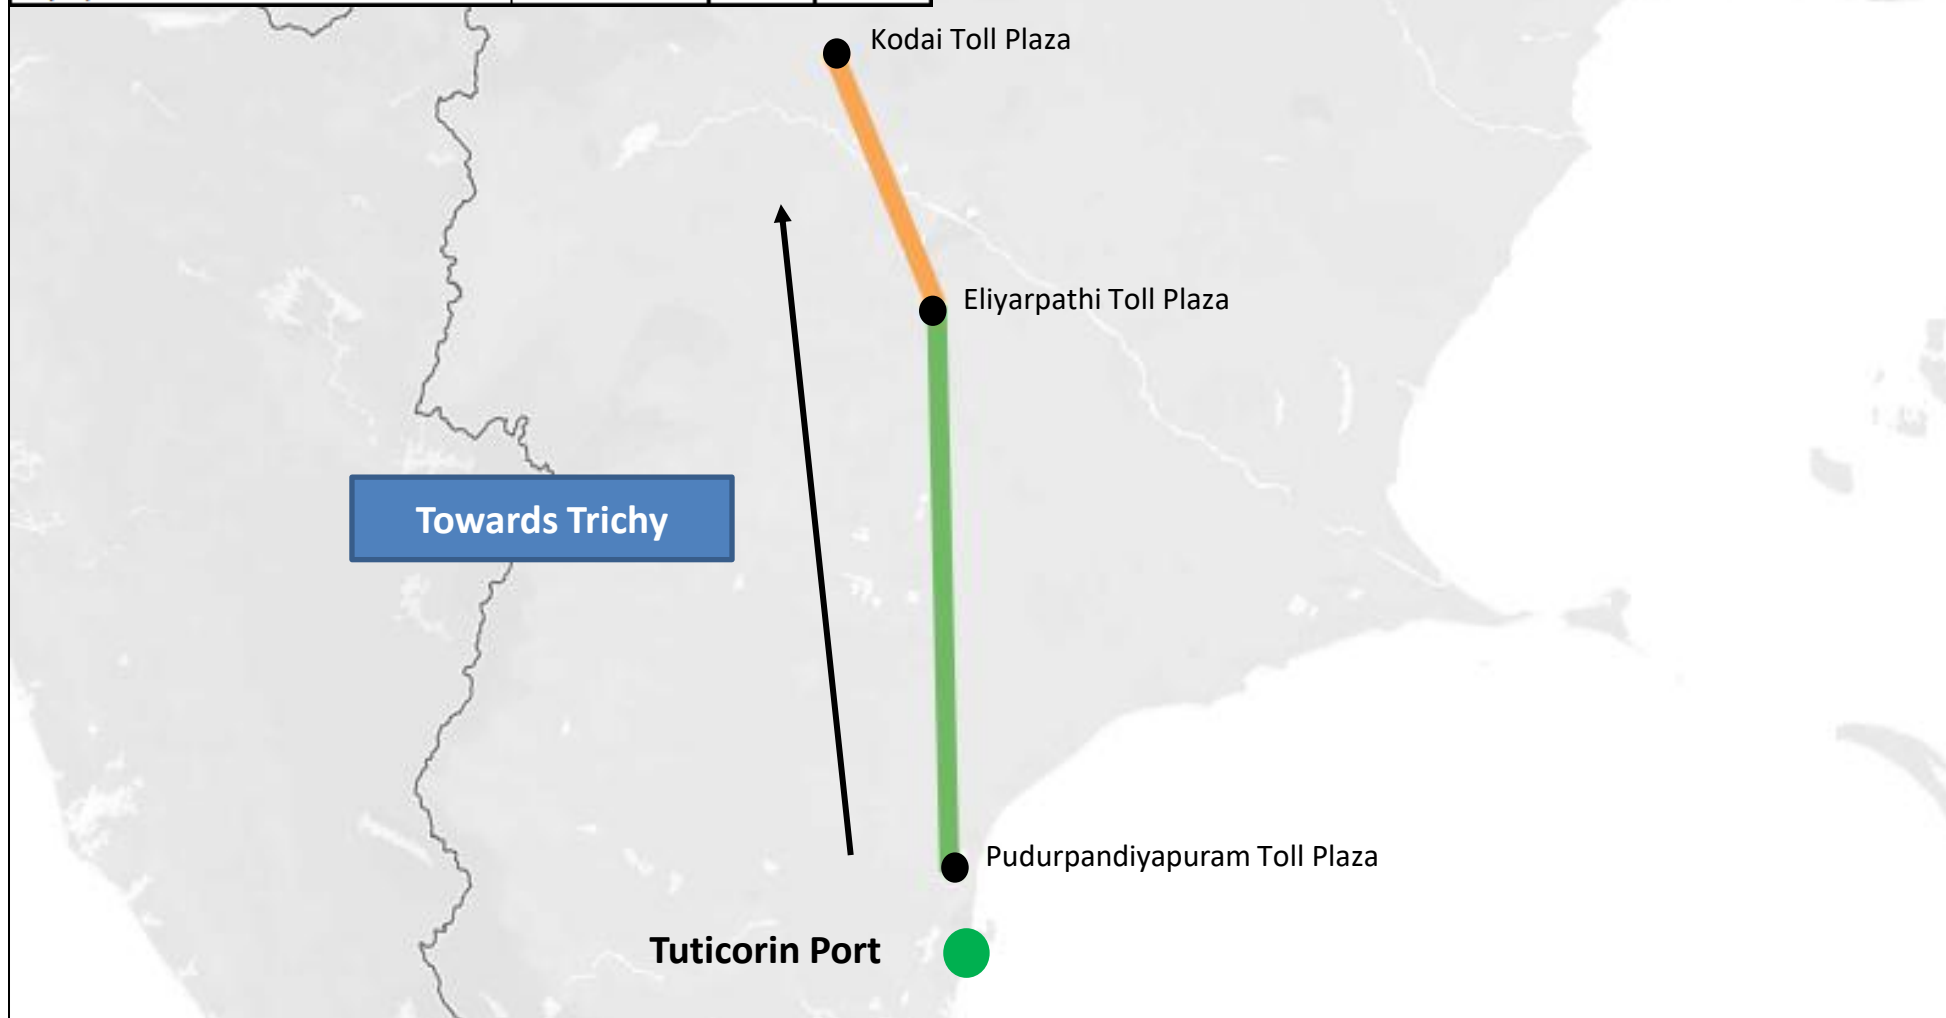 Kodai Toll Plaza
Eliyarpathi Toll Plaza
Towards Trichy
Pudurpandiyapuram Toll Plaza
Tuticorin Port